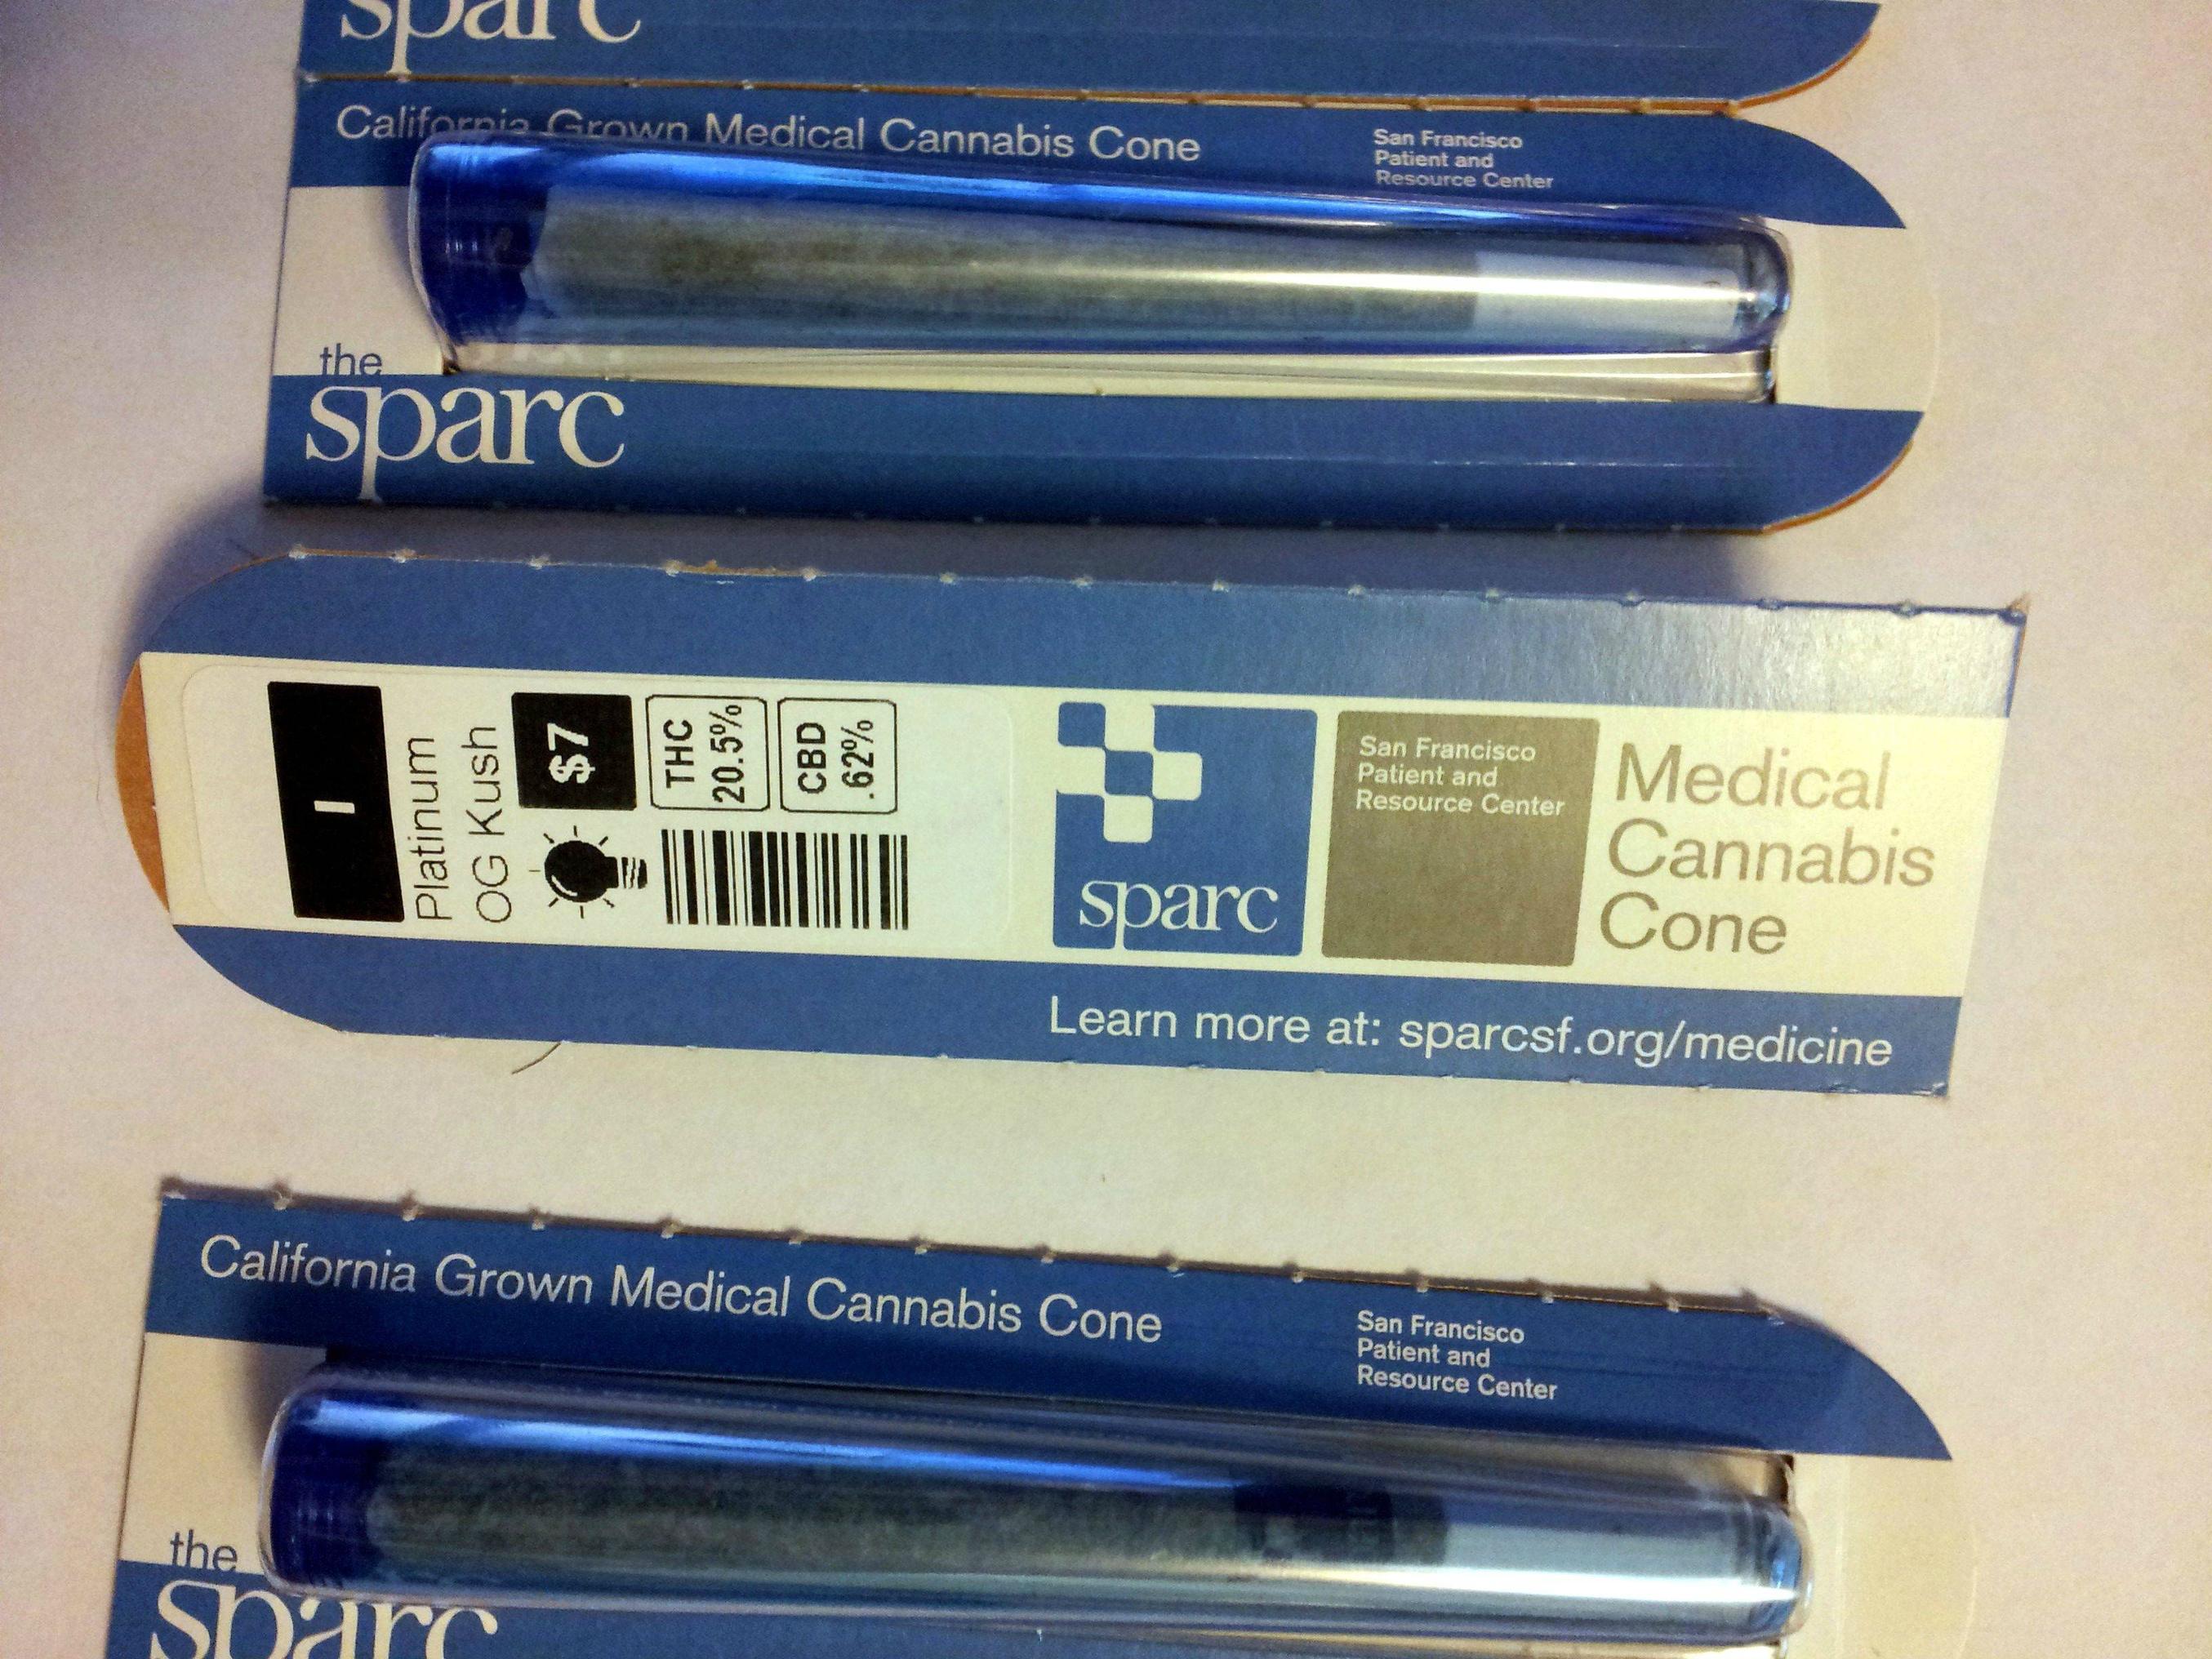 sparc
California Grown Medical Cannabis Cone
San Francisco
Patient and
Resource Center
the
sparc
I
Platinum
OG Kush
$7
THC
20.5%
CBD
.62%
sparc
San Francisco
Patient and
Resource Center
Medical
Cannabis
Cone
Learn more at: sparcsf.org/medicine
California Grown Medical Cannabis Cone
San Francisco
Patient and
Resource Center
the
sparc